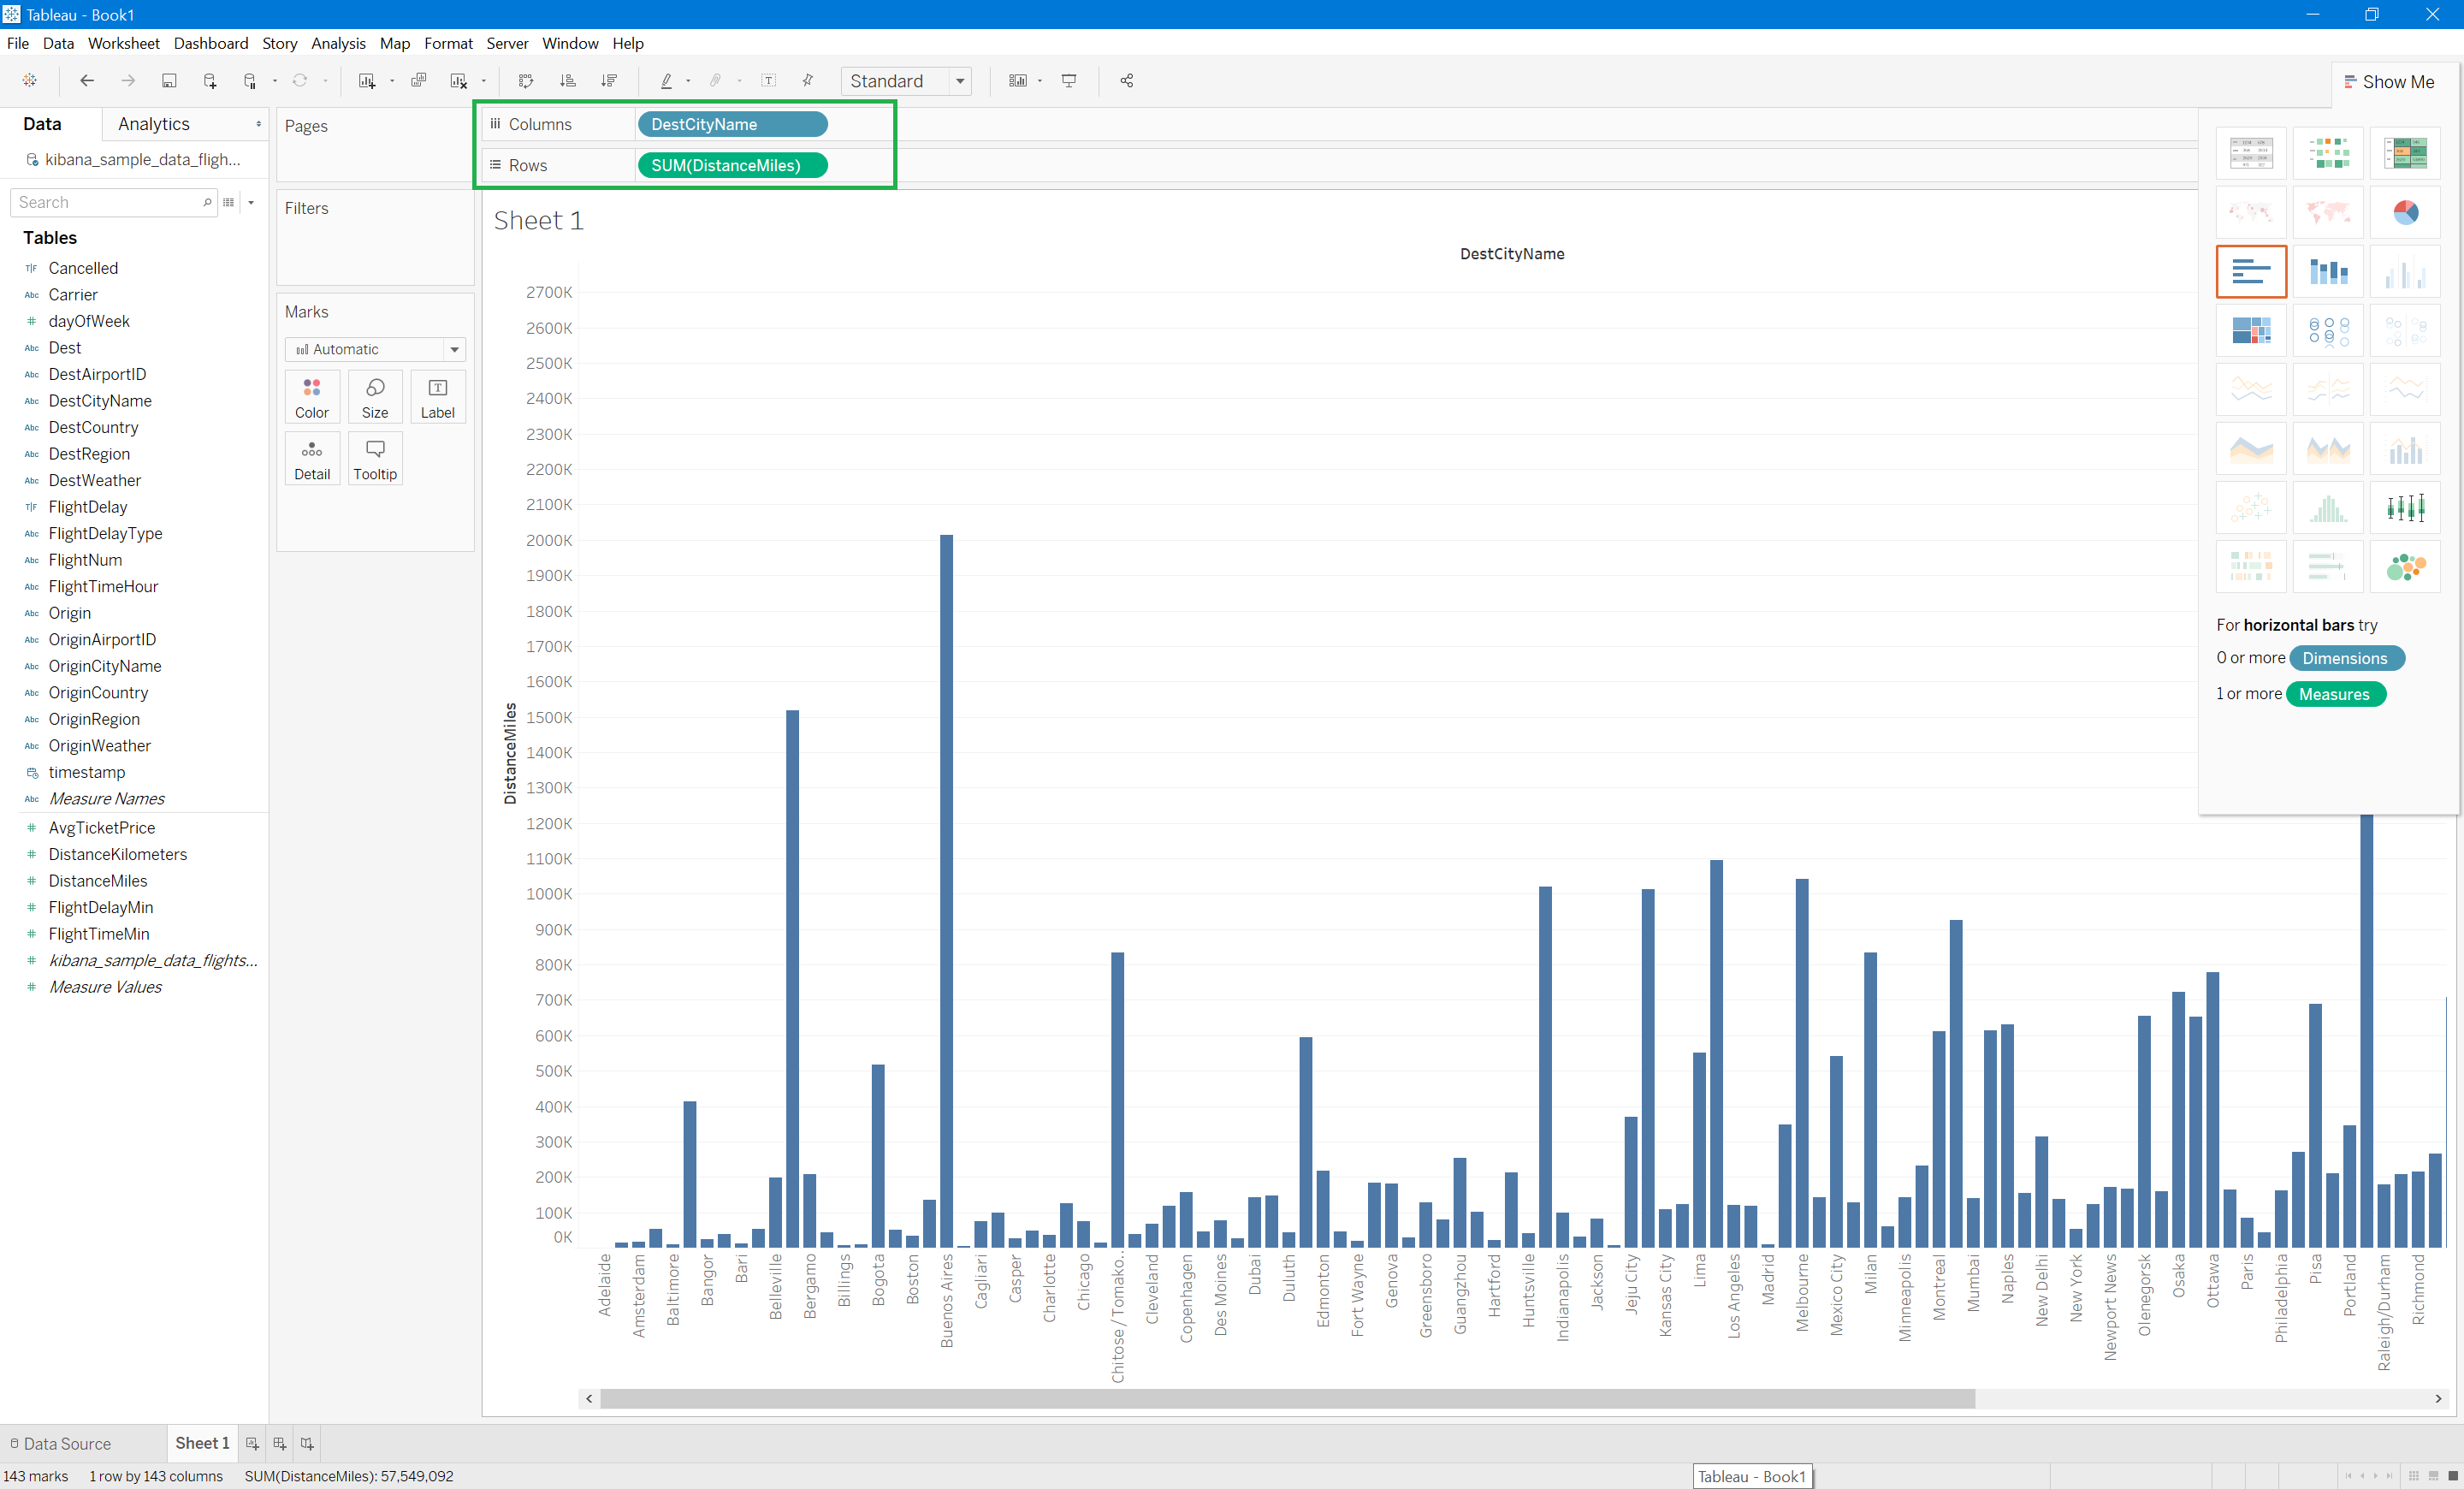 Tableau - Book1
File Data Worksheet Dashboard Story Analysis Map Format Server Window Help
Standard
Show Me
Data
Analytics
kibana_sample_data_fligh...
Search
Tables
Cancelled
Carrier
dayOfWeek
Dest
DestAirportID
DestCityName
DestCountry
DestRegion
DestWeather
FlightDelay
FlightDelayType
FlightNum
FlightTimeHour
Origin
OriginAirportID
OriginCityName
OriginCountry
OriginRegion
OriginWeather
timestamp
Measure Names
AvgTicketPrice
DistanceKilometers
DistanceMiles
FlightDelayMin
FlightTimeMin
kibana_sample_data_flights...
Measure Values
Pages
Filters
Marks
Automatic
Color
Size
Label
Detail
Tooltip
Columns
DestCityName
Rows
SUM(DistanceMiles)
Sheet 1
DestCityName
2700K
2600K
2500K
2400K
2300K
2200K
2100K
2000K
1900K
1800K
1700K
1600K
1500K
1400K
1300K
1200K
1100K
1000K
900K
800K
700K
600K
500K
400K
300K
200K
100K
0K
DistanceMiles
Adelaide
Amsterdam
Baltimore
Bangor
Bari
Belleville
Bergamo
Billings
Bogota
Boston
Buenos Aires
Cagliari
Casper
Charlotte
Chicago
Chitose / Tomako..
Cleveland
Copenhagen
Des Moines
Dubai
Duluth
Edmonton
Fort Wayne
Genova
Greensboro
Guangzhou
Hartford
Huntsville
Indianapolis
Jackson
Jeju City
Kansas City
Lima
Los Angeles
Madrid
Melbourne
Mexico City
Milan
Minneapolis
Montreal
Mumbai
Naples
New Delhi
New York
Newport News
Olenegorsk
Osaka
Ottawa
Paris
Philadelphia
Pisa
Portland
Raleigh/Durham
Richmond
For horizontal bars try
0 or more Dimensions
1 or more Measures
Data Source
Sheet 1
143 marks
1 row by 143 columns
SUM(DistanceMiles): 57,549,092
Tableau - Book1